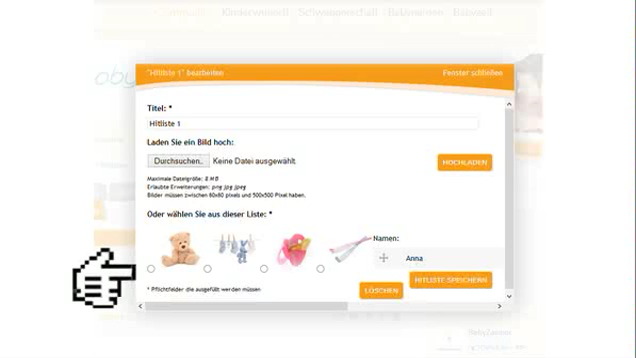 Kinderwunsch Schwangerschaft Babynamen Babywelt
"Hitliste 1" bearbeiten
Fenster schließen
Titel: *
Hitliste 1
Laden Sie ein Bild hoch:
Durchsuchen.. Keine Datei ausgewählt.
HOCHLADEN
Maximale Dateigröße: 8 MB
Erlaubte Erweiterungen: png jpg jpeg
Bilder müssen zwischen 60x60 pixels und 500x500 Pixel haben.
Oder wählen Sie aus dieser Liste: *
Namen:
Anna
HITLISTE SPEICHERN
* Pflichtfelder die ausgefüllt werden müssen
LÖSCHEN